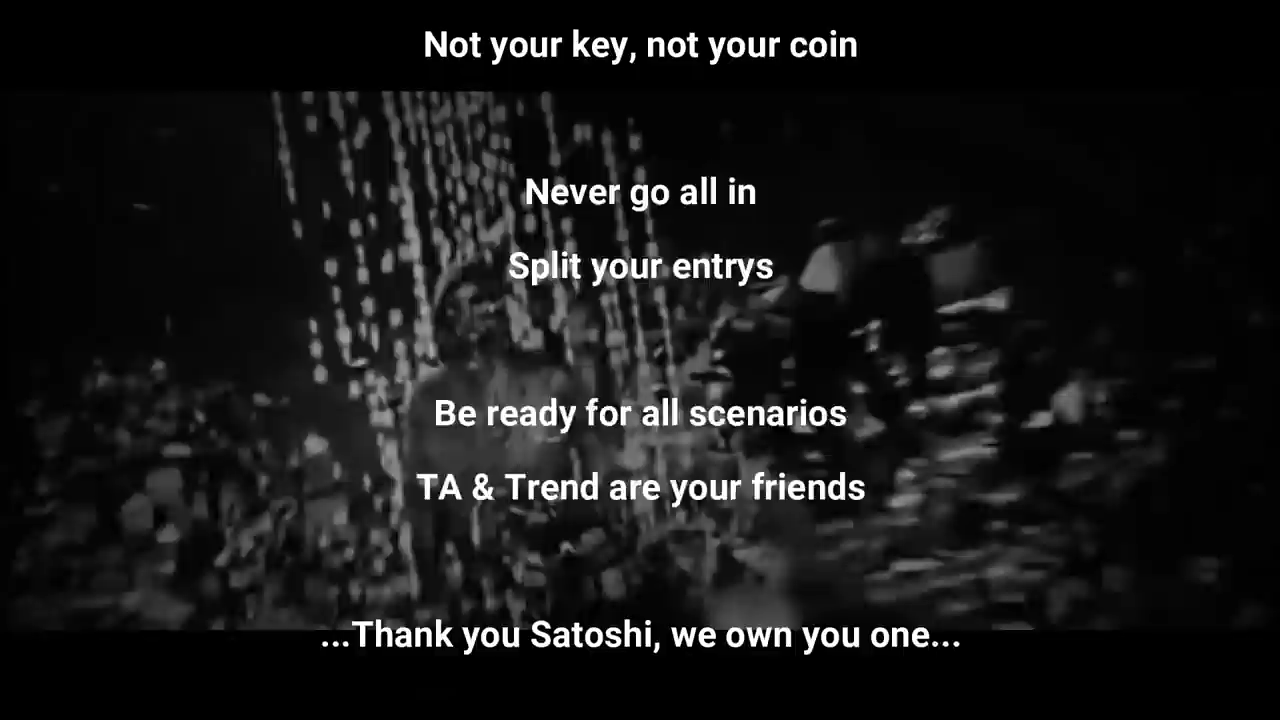 Not your key, not your coin
Never go all in
Split your entrys
Be ready for all scenarios
TA & Trend are your friends
...Thank you Satoshi, we own you one...